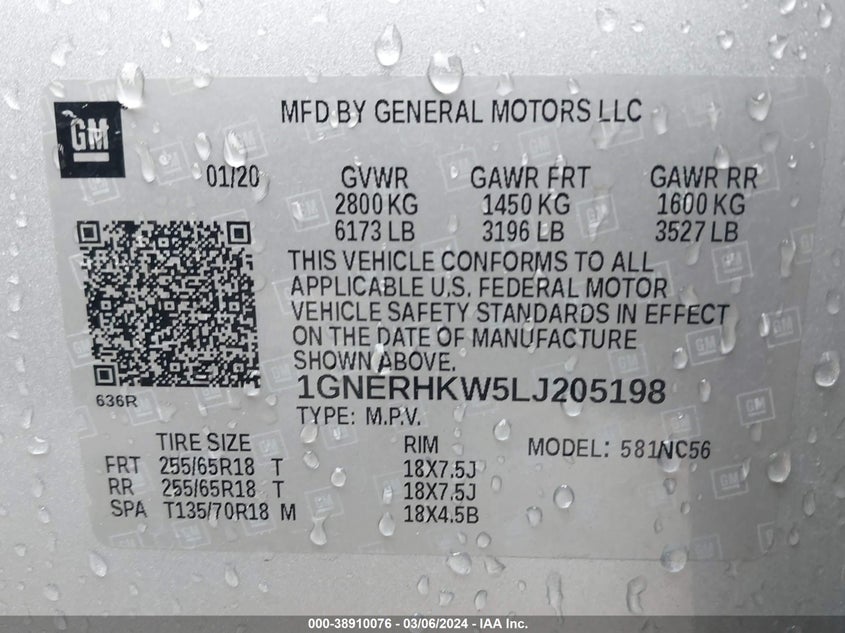 MFD BY GENERAL MOTORS LLC
GM
01/20 GVWR GAWR FRT GAWR RR
2800 KG 1450 KG 1600 KG
6173 LB 3196 LB 3527 LB
THIS VEHICLE CONFORMS TO ALL
APPLICABLE U.S. FEDERAL MOTOR
VEHICLE SAFETY STANDARDS IN EFFECT
ON THE DATE OF MANUFACTURE
SHOWN ABOVE.
636R
1GNERHKW5LJ205198
TYPE: M.P.V.
TIRE SIZE RIM MODEL: 581NC56
FRT 255/65R18 T 18X7.5J
RR 255/65R18 T 18X7.5J
SPA T135/70R18 M 18X4.5B
000-38910076 - 03/06/2024 - IAA Inc.